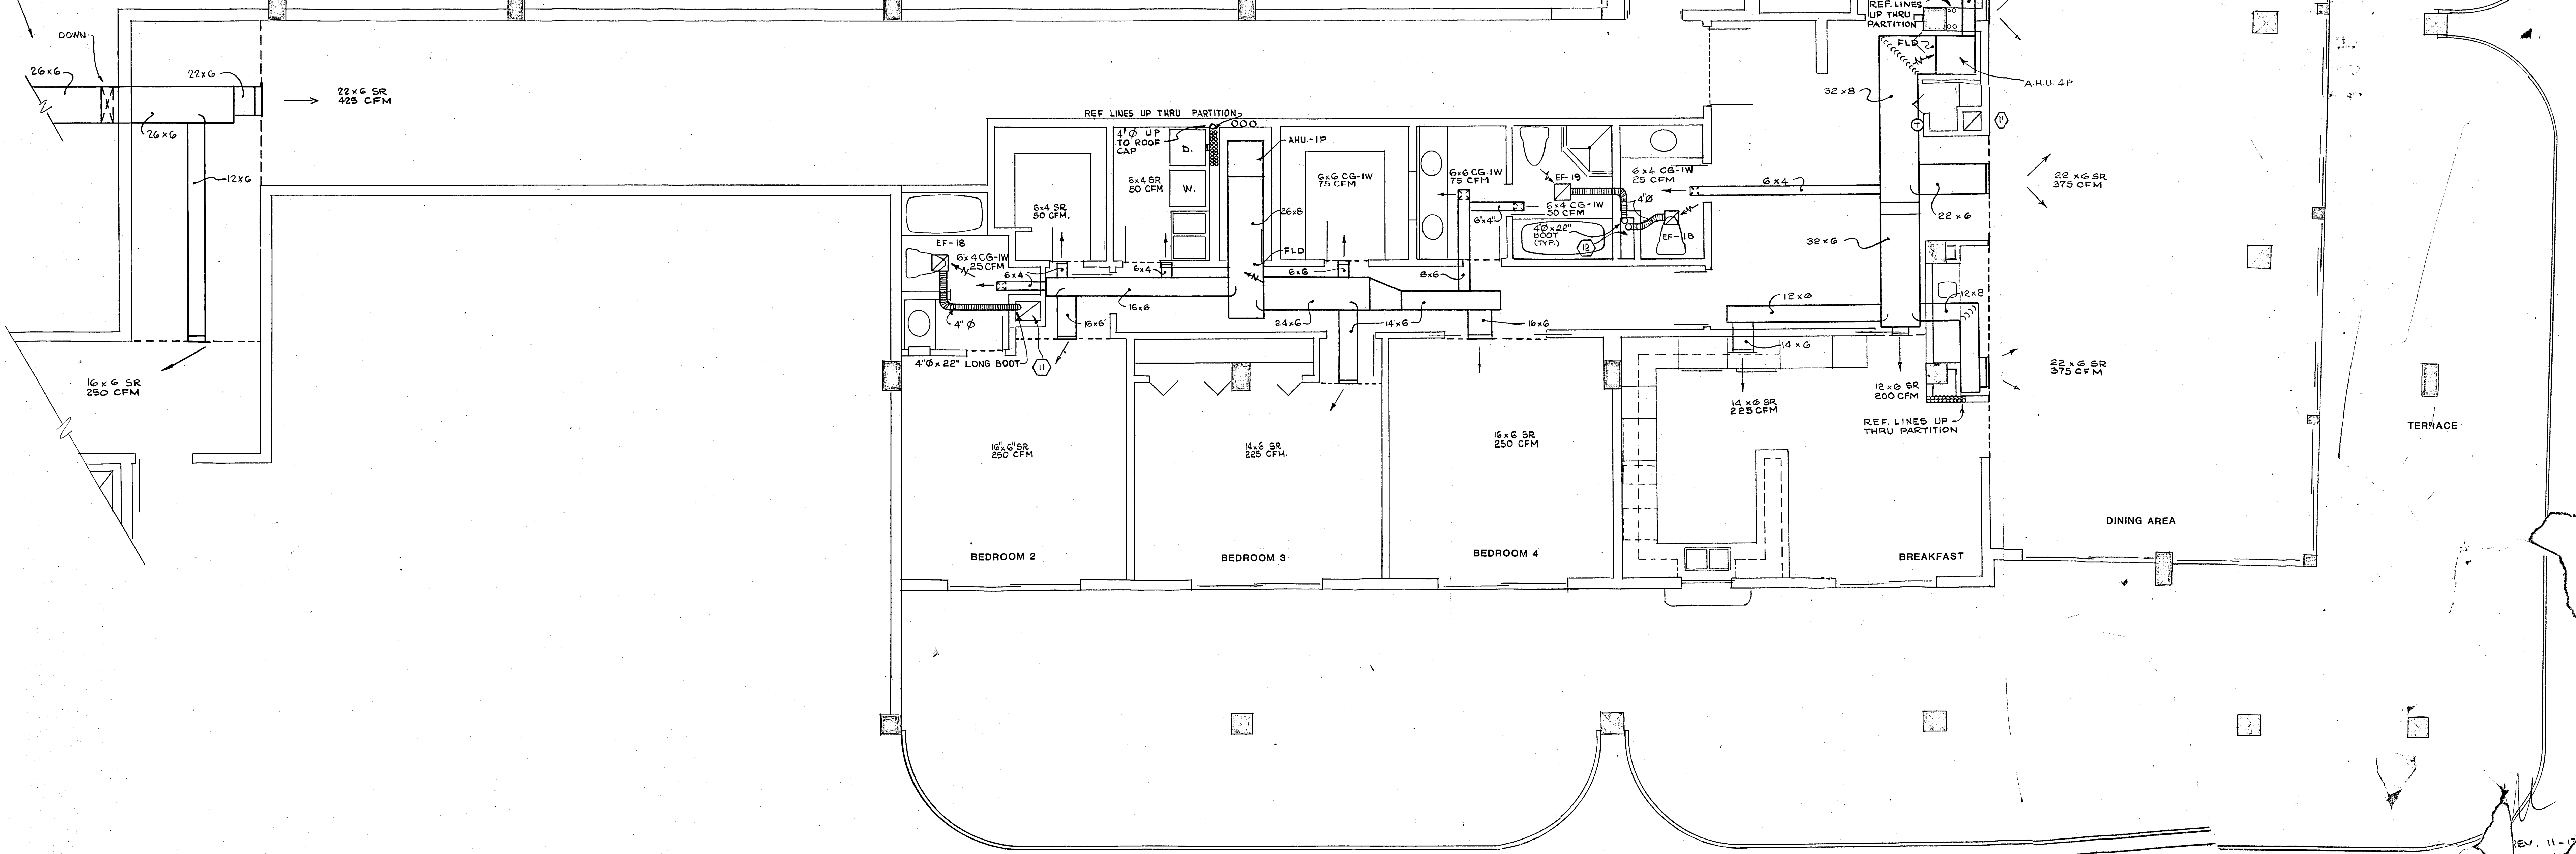 DOWN
26x6
22x6
22x6 SR
425 CFM
26x6
12x6
16x6 SR
250 CFM
REF LINES UP THRU PARTITION
4"Ø UP
TO ROOF
CAP
D.
W.
AHU.-1P
6x4 SR
50 CFM.
6x4 SR
50 CFM
26x8
FLD
6x6 CG-1W
75 CFM
6x6 CG-1W
75 CFM
EF-19
6x4 CG-1W
25 CFM
6x4 CG-1W
50 CFM
6"x4"
4"Ø
4"Ø x 22"
BOOT
(TYP.)
12
EF-18
EF-18
6x4 CG-1W
25 CFM
6x4
6x4
6x6
6x6
16x6
4"Ø
16x6
24x6
14x6
16x6
4"Ø x 22" LONG BOOT
11
16"x6" SR
250 CFM
14x6 SR
225 CFM.
16x6 SR
250 CFM
BEDROOM 2
BEDROOM 3
BEDROOM 4
REF. LINES
UP THRU
PARTITION
FLD
A.H.U. 4P
32x8
T
11
6x4
22x6 SR
375 CFM
22x6
32x6
12x6
12x8
14x6
14x6 SR
225 CFM
12x6 SR
200 CFM
22x6 SR
375 CFM
REF. LINES UP
THRU PARTITION
TERRACE
DINING AREA
BREAKFAST
REV. 11-